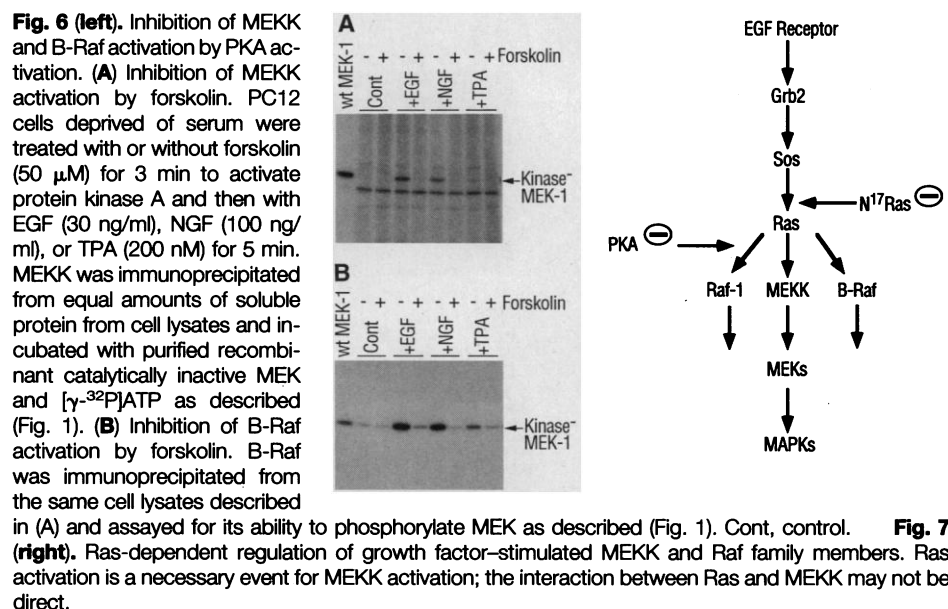 Fig. 6 (left). Inhibition of MEKK
and B-Raf activation by PKA ac-
tivation. (A) Inhibition of MEKK
activation by forskolin. PC12
cells deprived of serum were
treated with or without forskolin
(50 μM) for 3 min to activate
protein kinase A and then with
EGF (30 ng/ml), NGF (100 ng/
ml), or TPA (200 nM) for 5 min.
MEKK was immunoprecipitated
from equal amounts of soluble
protein from cell lysates and in-
cubated with purified recombi-
nant catalytically inactive MEK
and [γ-³²P]ATP as described
(Fig. 1). (B) Inhibition of B-Raf
activation by forskolin. B-Raf
was immunoprecipitated from
the same cell lysates described
in (A) and assayed for its ability to phosphorylate MEK as described (Fig. 1). Cont, control. Fig. 7
(right). Ras-dependent regulation of growth factor–stimulated MEKK and Raf family members. Ras
activation is a necessary event for MEKK activation; the interaction between Ras and MEKK may not be
direct.
A
- + - + - + - + Forskolin
wt MEK-1
Cont
+EGF
+NGF
+TPA
Kinase⁻
MEK-1
B
- + - + - + - + Forskolin
wt MEK-1
Cont
+EGF
+NGF
+TPA
Kinase⁻
MEK-1
EGF Receptor
Grb2
Sos
N¹⁷Ras −
Ras
PKA −
Raf-1 MEKK B-Raf
MEKs
MAPKs